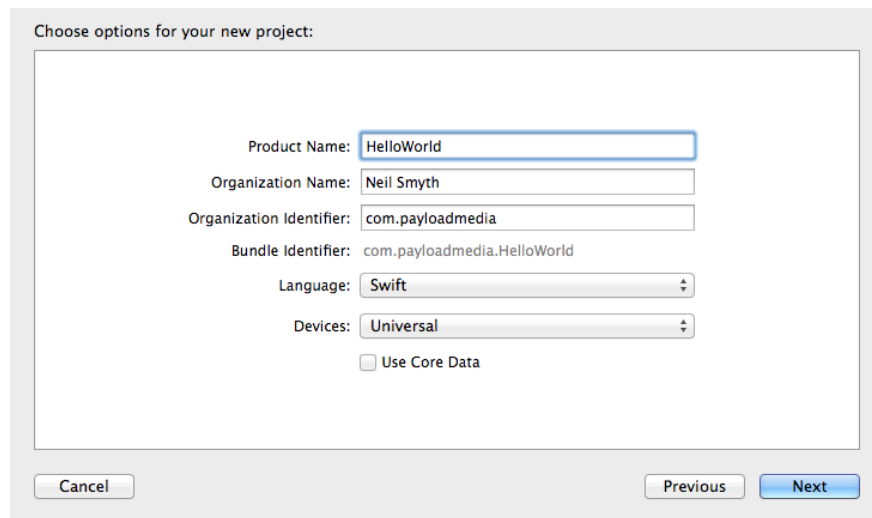 Choose options for your new project:
Product Name: HelloWorld
Organization Name: Neil Smyth
Organization Identifier: com.payloadmedia
Bundle Identifier: com.payloadmedia.HelloWorld
Language: Swift
Devices: Universal
Use Core Data
Cancel Previous Next